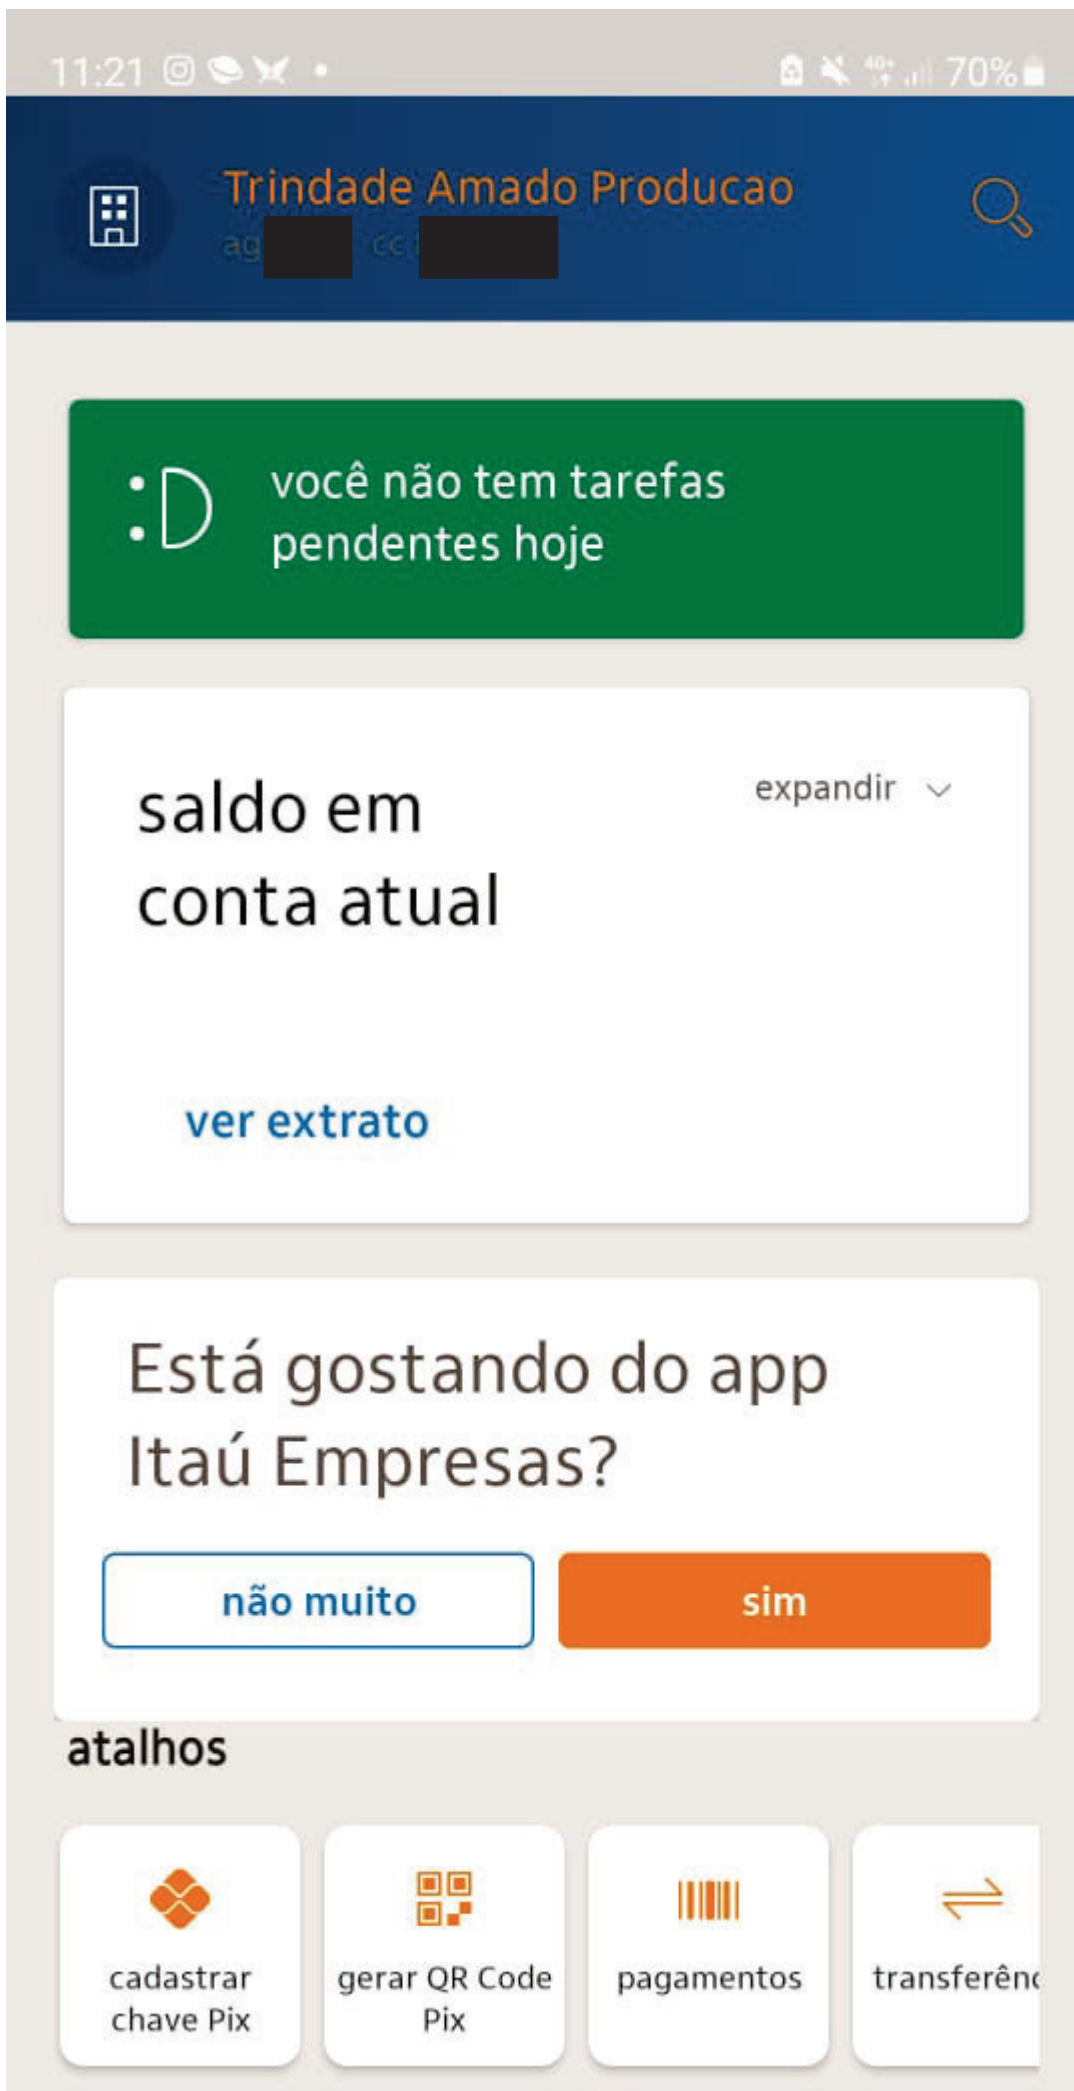 11:21 70%
Trindade Amado Producao
ag cc
você não tem tarefas
pendentes hoje
saldo em
conta atual
expandir
ver extrato
Está gostando do app
Itaú Empresas?
não muito sim
atalhos
cadastrar
chave Pix
gerar QR Code
Pix
pagamentos
transferênc